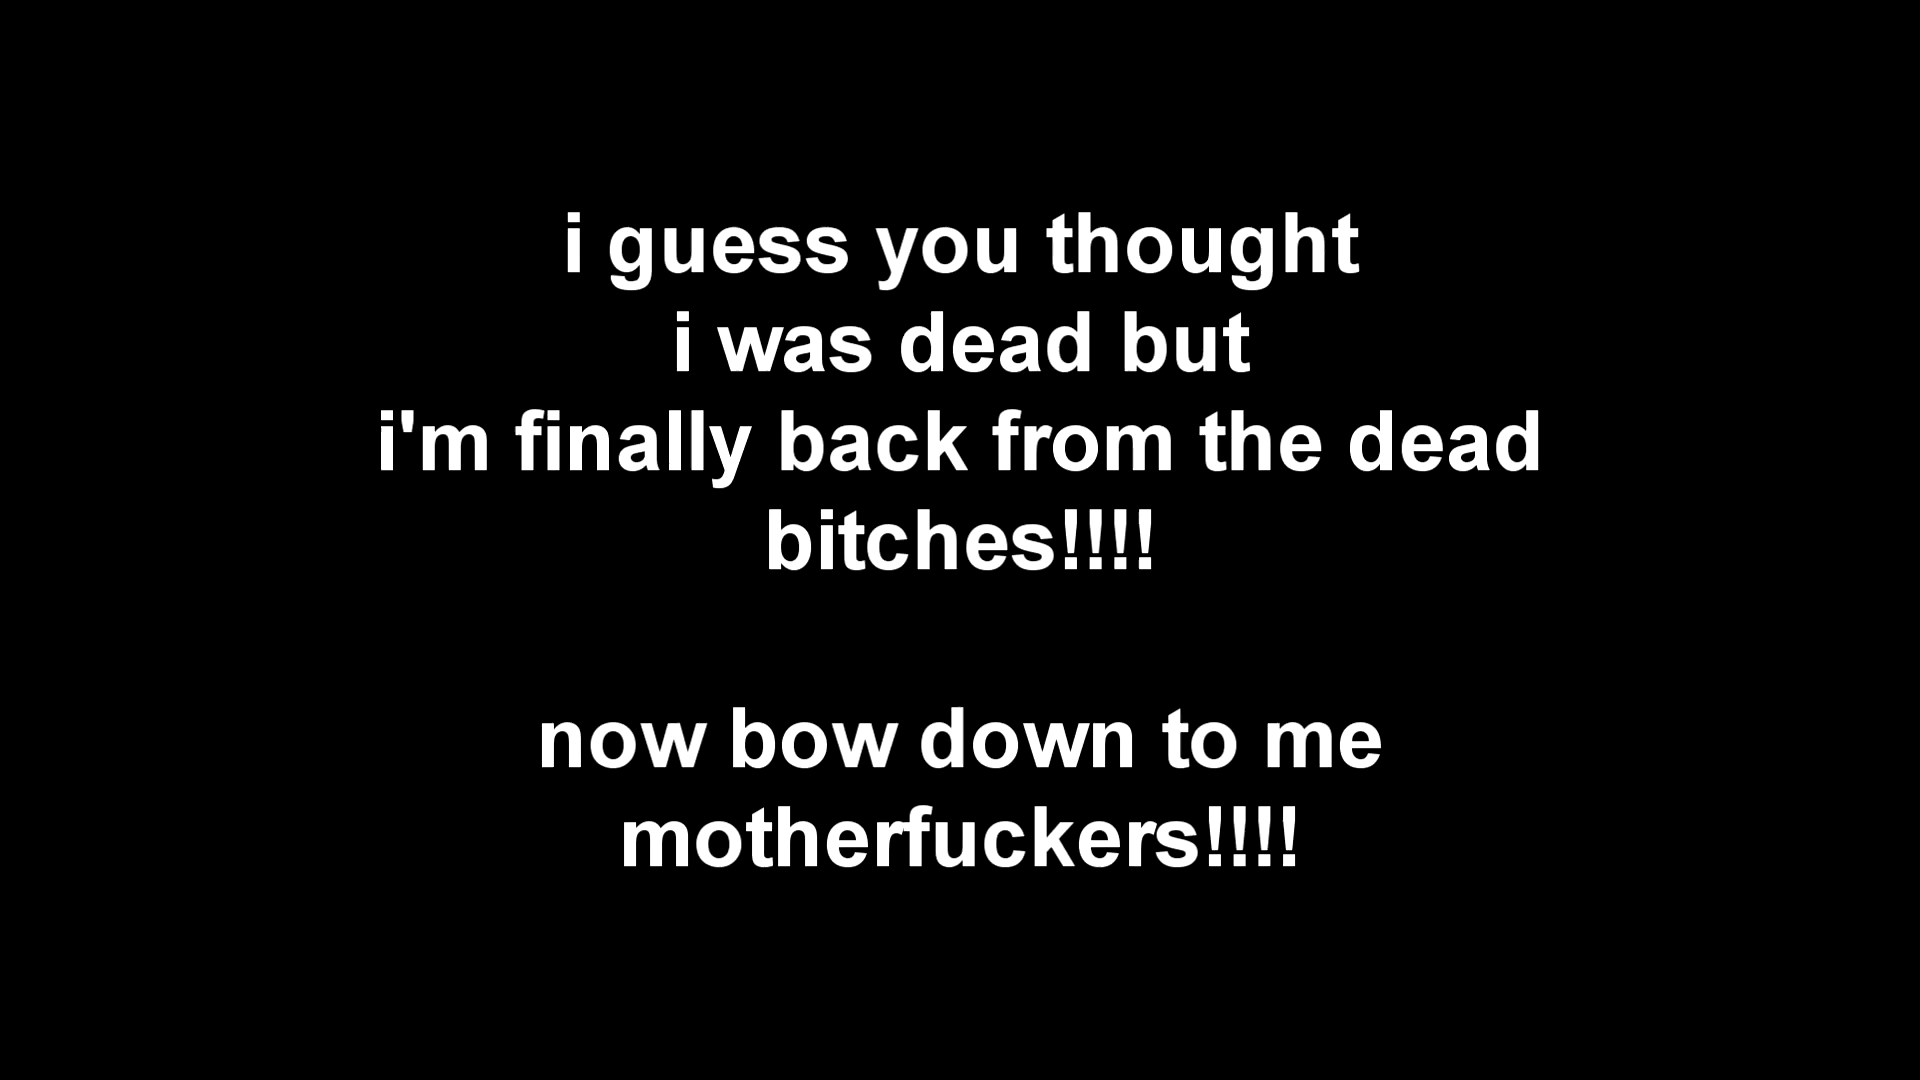 i guess you thought
i was dead but
i'm finally back from the dead
bitches!!!!
now bow down to me
motherfuckers!!!!